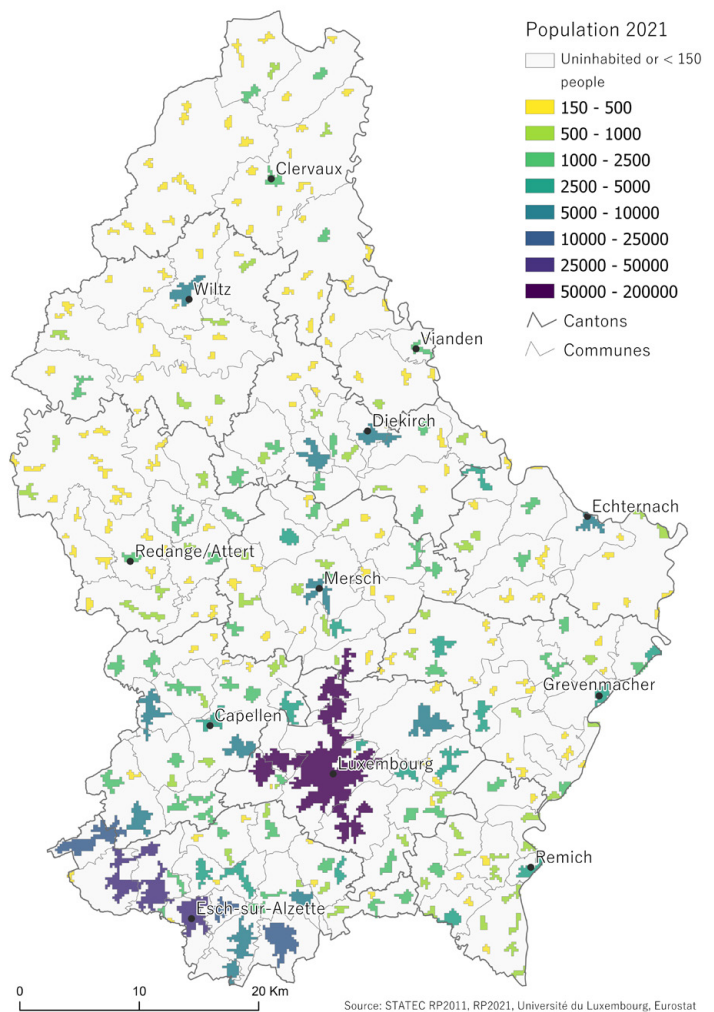 Population 2021
Uninhabited or < 150
people
150 - 500
500 - 1000
1000 - 2500
2500 - 5000
5000 - 10000
10000 - 25000
25000 - 50000
50000 - 200000
Cantons
Communes
Clervaux
Wiltz
Vianden
Diekirch
Echternach
Redange/Attert
Mersch
Grevenmacher
Capellen
Luxembourg
Remich
Esch-sur-Alzette
0 10 20 Km
Source: STATEC RP2011, RP2021, Université du Luxembourg, Eurostat